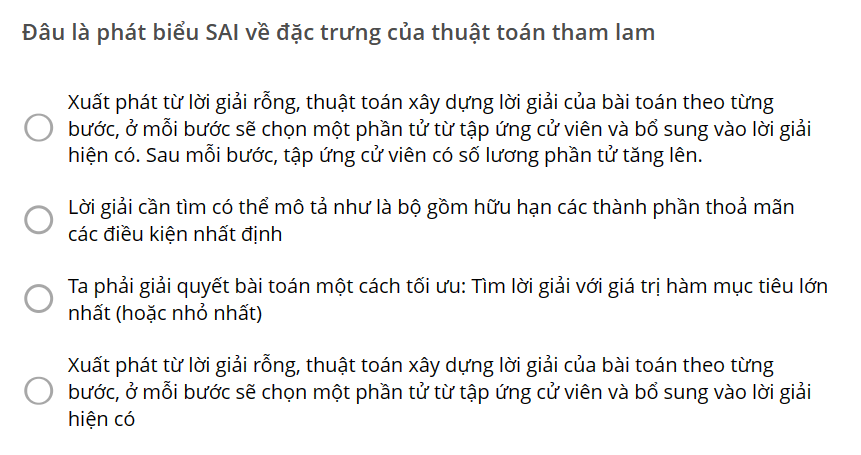 Đâu là phát biểu SAI về đặc trưng của thuật toán tham lam
Xuất phát từ lời giải rỗng, thuật toán xây dựng lời giải của bài toán theo từng
bước, ở mỗi bước sẽ chọn một phần tử từ tập ứng cử viên và bổ sung vào lời giải
hiện có. Sau mỗi bước, tập ứng cử viên có số lương phần tử tăng lên.
Lời giải cần tìm có thể mô tả như là bộ gồm hữu hạn các thành phần thoả mãn
các điều kiện nhất định
Ta phải giải quyết bài toán một cách tối ưu: Tìm lời giải với giá trị hàm mục tiêu lớn
nhất (hoặc nhỏ nhất)
Xuất phát từ lời giải rỗng, thuật toán xây dựng lời giải của bài toán theo từng
bước, ở mỗi bước sẽ chọn một phần tử từ tập ứng cử viên và bổ sung vào lời giải
hiện có